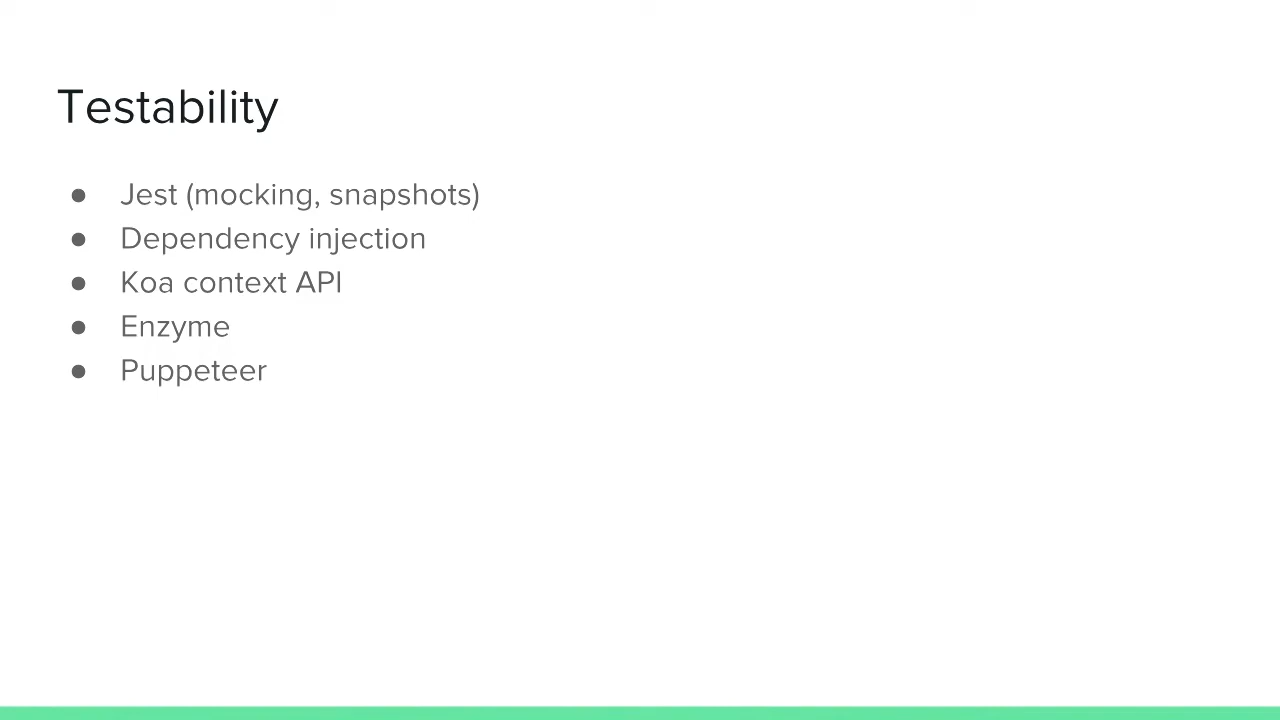 Testability
● Jest (mocking, snapshots)
● Dependency injection
● Koa context API
● Enzyme
● Puppeteer